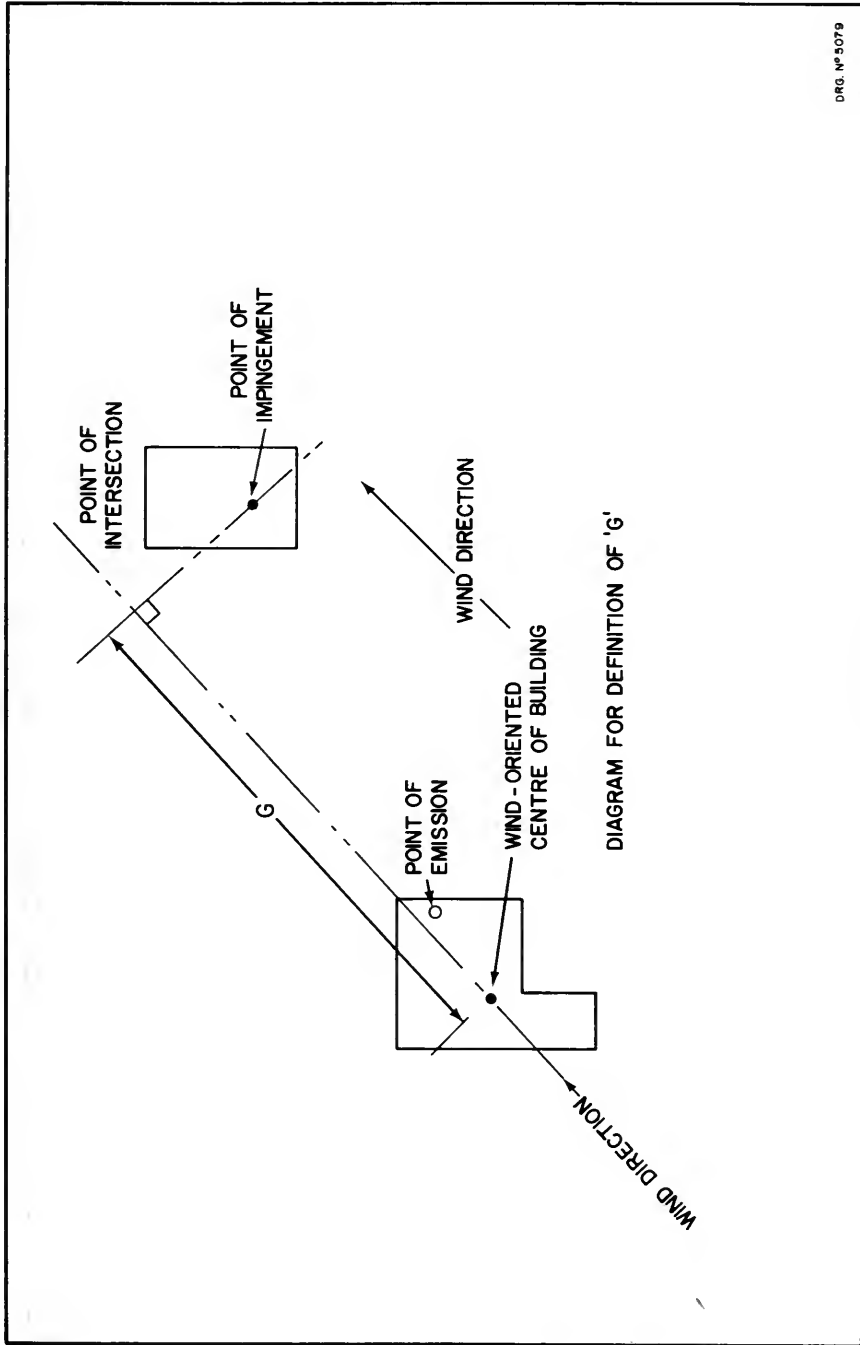 POINT OF
INTERSECTION
POINT OF
IMPINGEMENT
G
POINT OF
EMISSION
WIND DIRECTION
WIND-ORIENTED
CENTRE OF BUILDING
WIND DIRECTION
DIAGRAM FOR DEFINITION OF 'G'
DRG. Nº 5079